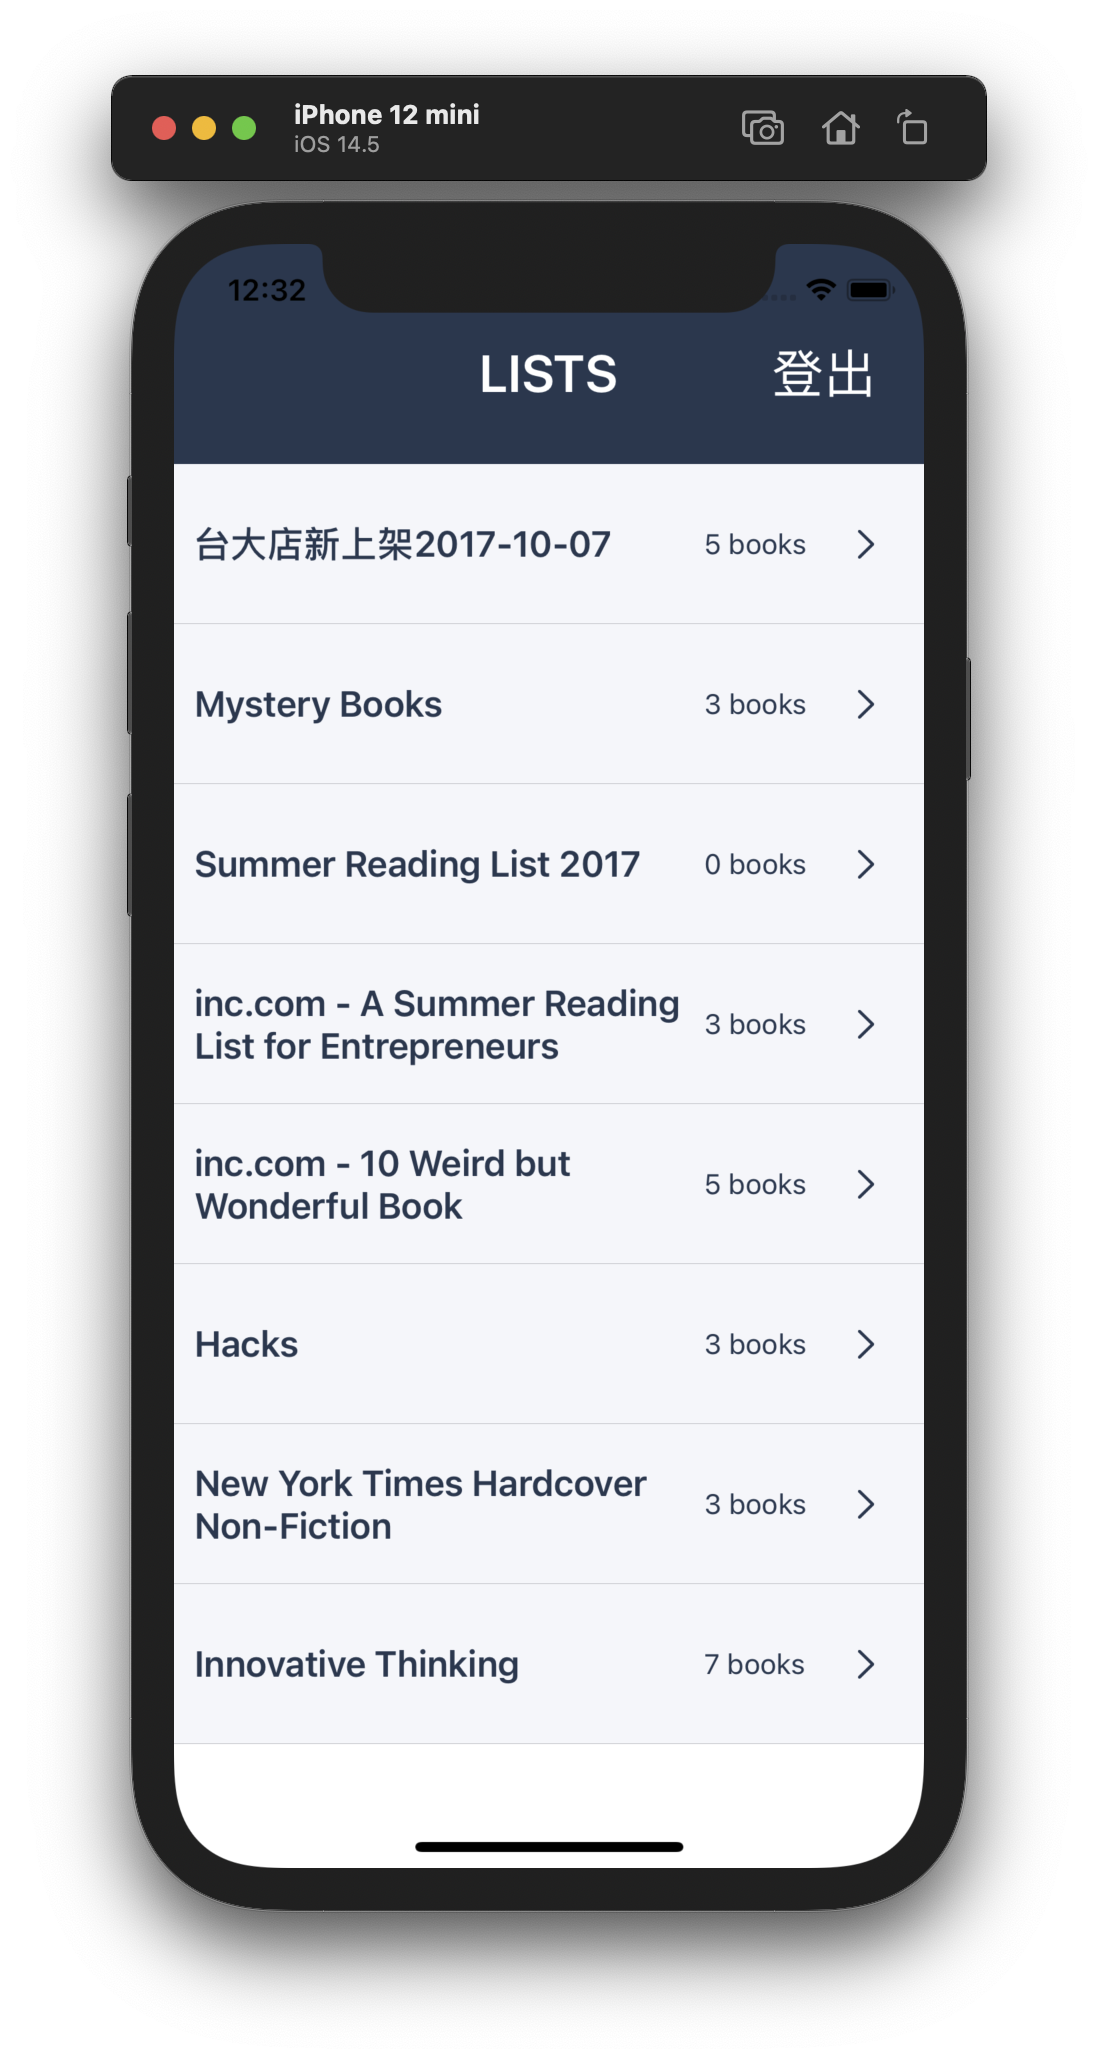 iPhone 12 mini
iOS 14.5
12:32
LISTS 登出
台大店新上架2017-10-07 5 books
Mystery Books 3 books
Summer Reading List 2017 0 books
inc.com - A Summer Reading
List for Entrepreneurs
3 books
inc.com - 10 Weird but
Wonderful Book
5 books
Hacks 3 books
New York Times Hardcover
Non-Fiction
3 books
Innovative Thinking 7 books